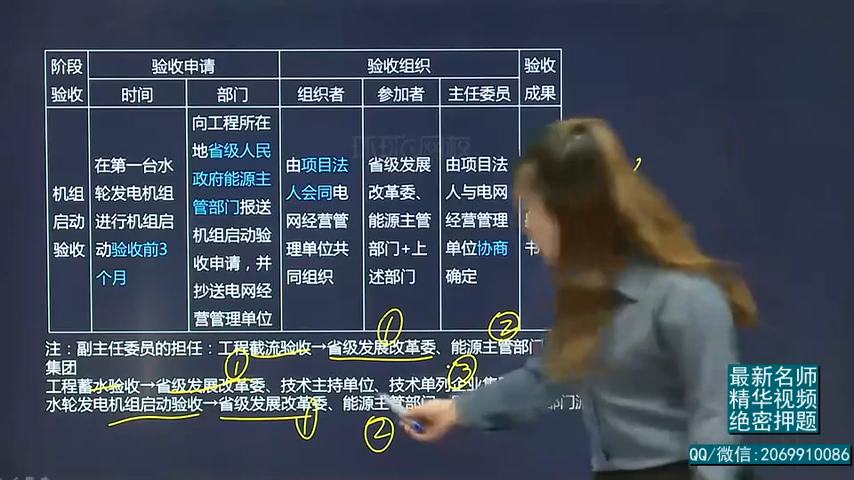 阶段
验收
验收申请
验收组织
验收
成果
时间
部门
组织者
参加者
主任委员
机组
启动
验收
在第一台水
轮发电机组
进行机组启
动验收前3
个月
向工程所在
地省级人民
政府能源主
管部门报送
机组启动验
收申请，并
抄送电网经
营管理单位
由项目法
人会同电
网经营管
理单位共
同组织
省级发展
改革委、
能源主管
部门+上
述部门
由项目法
人与电网
经营管理
单位协商
确定
书
注：副主任委员的担任：工程截流验收→省级发展改革委、能源主管部门
集团
工程蓄水验收→省级发展改革委、技术主持单位、技术单列企业集
水轮发电机组启动验收→省级发展改革委、能源主管部门
部门
① ②
① ③
① ②
最新名师
精华视频
绝密押题
QQ/微信:2069910086